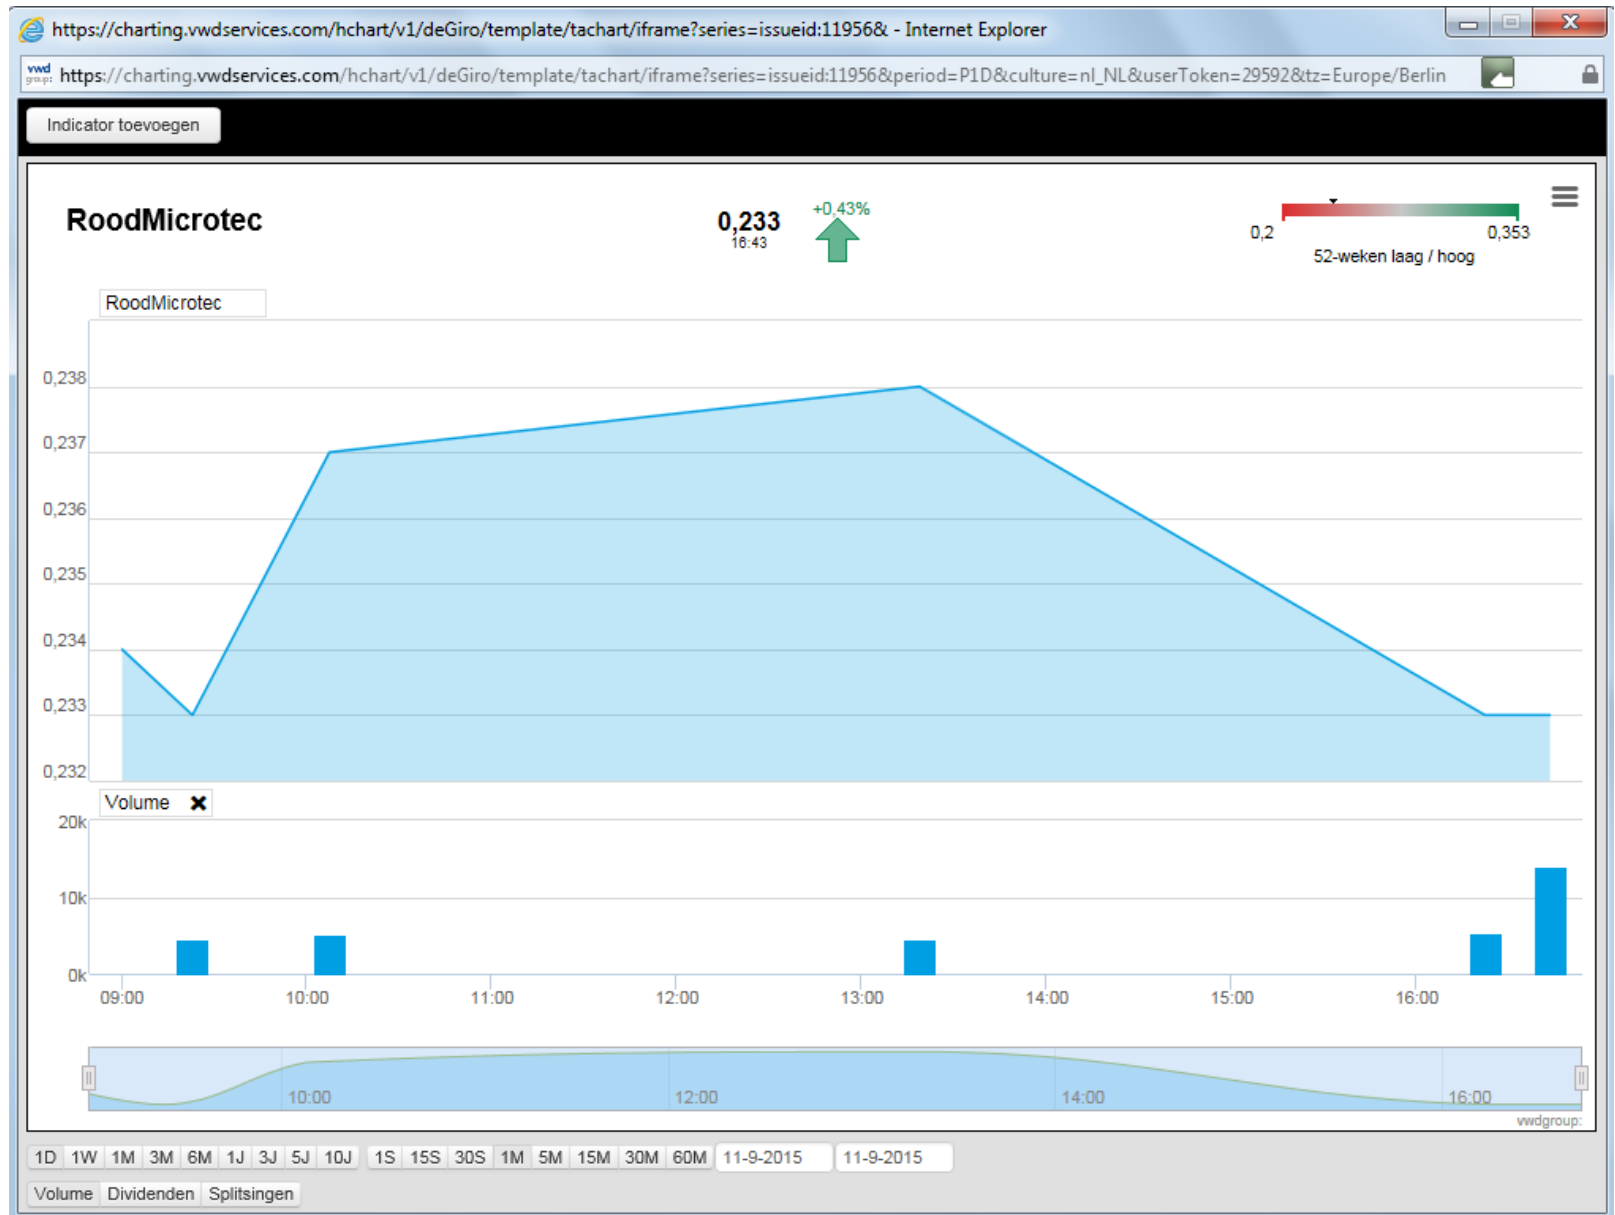 https://charting.vwdservices.com/hchart/v1/deGiro/template/tachart/iframe?series=issueid:11956& - Internet Explorer
vwd group: https://charting.vwdservices.com/hchart/v1/deGiro/template/tachart/iframe?series=issueid:11956&period=P1D&culture=nl_NL&userToken=29592&tz=Europe/Berlin
Indicator toevoegen
RoodMicrotec
0,233
16:43
+0,43%
0,2
0,353
52-weken laag / hoog
RoodMicrotec
0,238
0,237
0,236
0,235
0,234
0,233
0,232
Volume
20k
10k
0k
09:00 10:00 11:00 12:00 13:00 14:00 15:00 16:00
10:00 12:00 14:00 16:00
vwdgroup:
1D 1W 1M 3M 6M 1J 3J 5J 10J 1S 15S 30S 1M 5M 15M 30M 60M 11-9-2015 11-9-2015
Volume Dividenden Splitsingen